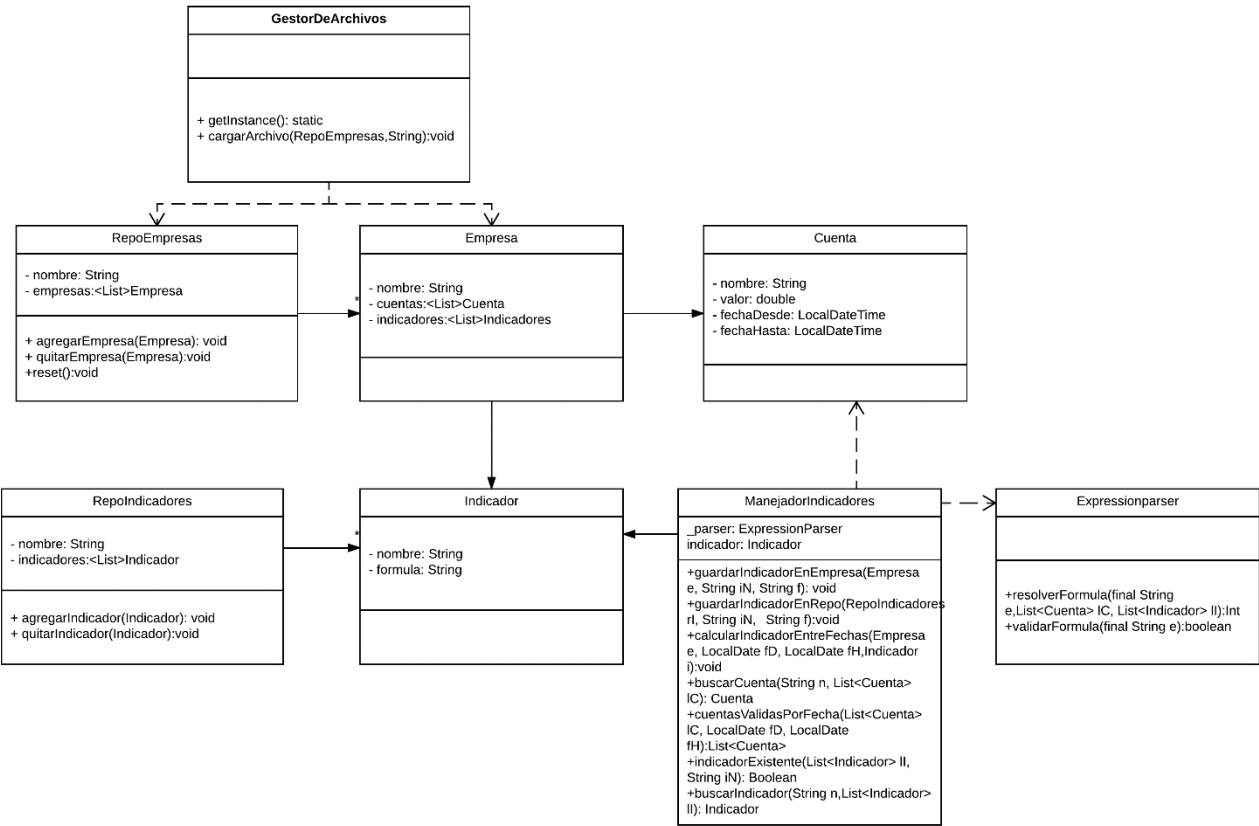 GestorDeArchivos
+ getInstance(): static
+ cargarArchivo(RepoEmpresas,String):void
RepoEmpresas
- nombre: String
- empresas:<List>Empresa
+ agregarEmpresa(Empresa): void
+ quitarEmpresa(Empresa):void
+reset():void
*
Empresa
- nombre: String
- cuentas:<List>Cuenta
- indicadores:<List>Indicadores
Cuenta
- nombre: String
- valor: double
- fechaDesde: LocalDateTime
- fechaHasta: LocalDateTime
RepoIndicadores
- nombre: String
- indicadores:<List>Indicador
+ agregarIndicador(Indicador): void
+ quitarIndicador(Indicador):void
*
Indicador
- nombre: String
- formula: String
ManejadorIndicadores
_parser: ExpressionParser
indicador: Indicador
+guardarIndicadorEnEmpresa(Empresa
e, String iN, String f): void
+guardarIndicadorEnRepo(RepoIndicadores
rI, String iN, String f):void
+calcularIndicadorEntreFechas(Empresa
e, LocalDate fD, LocalDate fH,Indicador
i):void
+buscarCuenta(String n, List<Cuenta>
lC): Cuenta
+cuentasValidasPorFecha(List<Cuenta>
lC, LocalDate fD, LocalDate
fH):List<Cuenta>
+indicadorExistente(List<Indicador> lI,
String iN): Boolean
+buscarIndicador(String n,List<Indicador>
lI): Indicador
Expressionparser
+resolverFormula(final String
e,List<Cuenta> lC, List<Indicador> lI):Int
+validarFormula(final String e):boolean